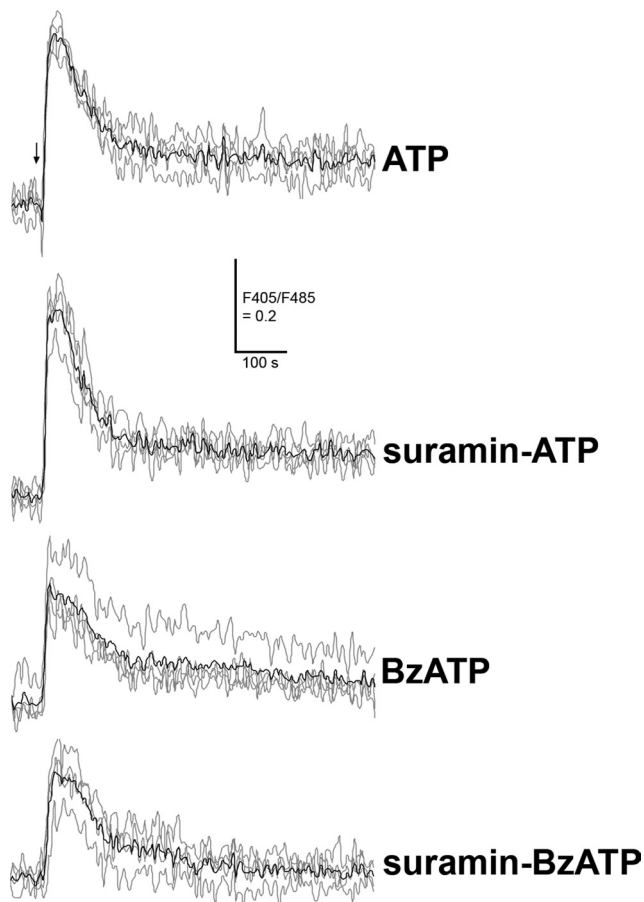 ATP
F405/F485
= 0.2
100 s
suramin-ATP
BzATP
suramin-BzATP